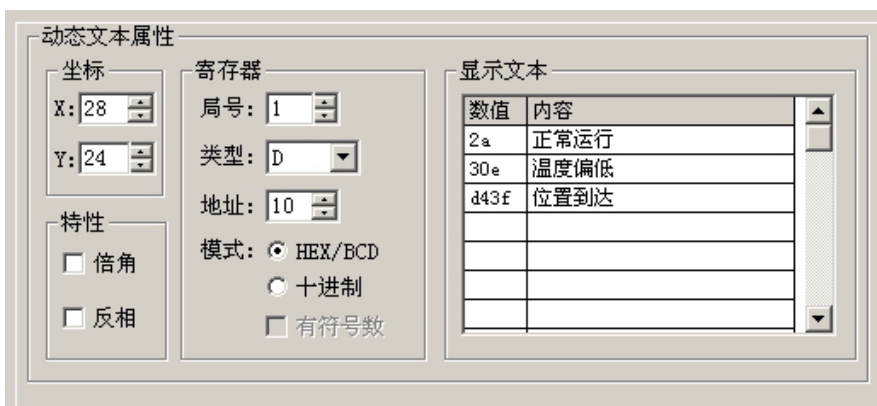 动态文本属性
坐标
X: 28
Y: 24
特性
倍角
反相
寄存器
局号: 1
类型: D
地址: 10
模式: HEX/BCD
十进制
有符号数
显示文本
数值 内容
2a 正常运行
30e 温度偏低
d43f 位置到达